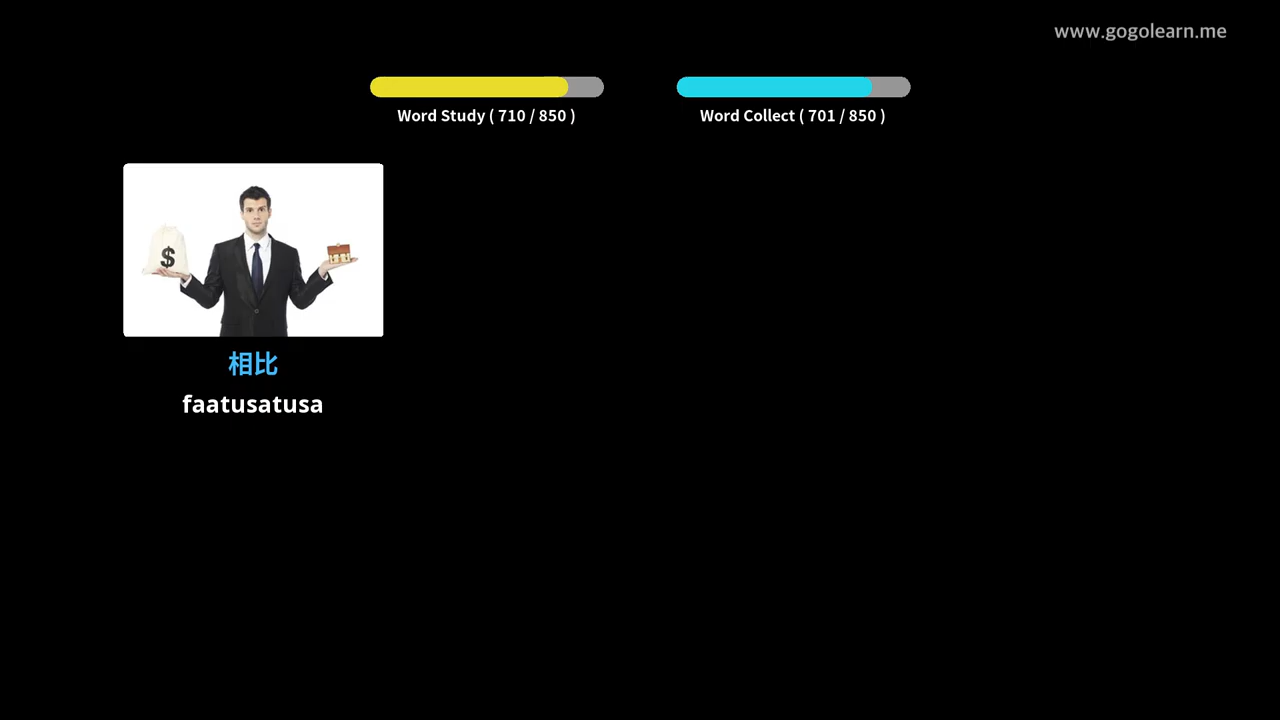 www.gogolearn.me
Word Study ( 710 / 850 )
Word Collect ( 701 / 850 )
$
相比
faatusatusa